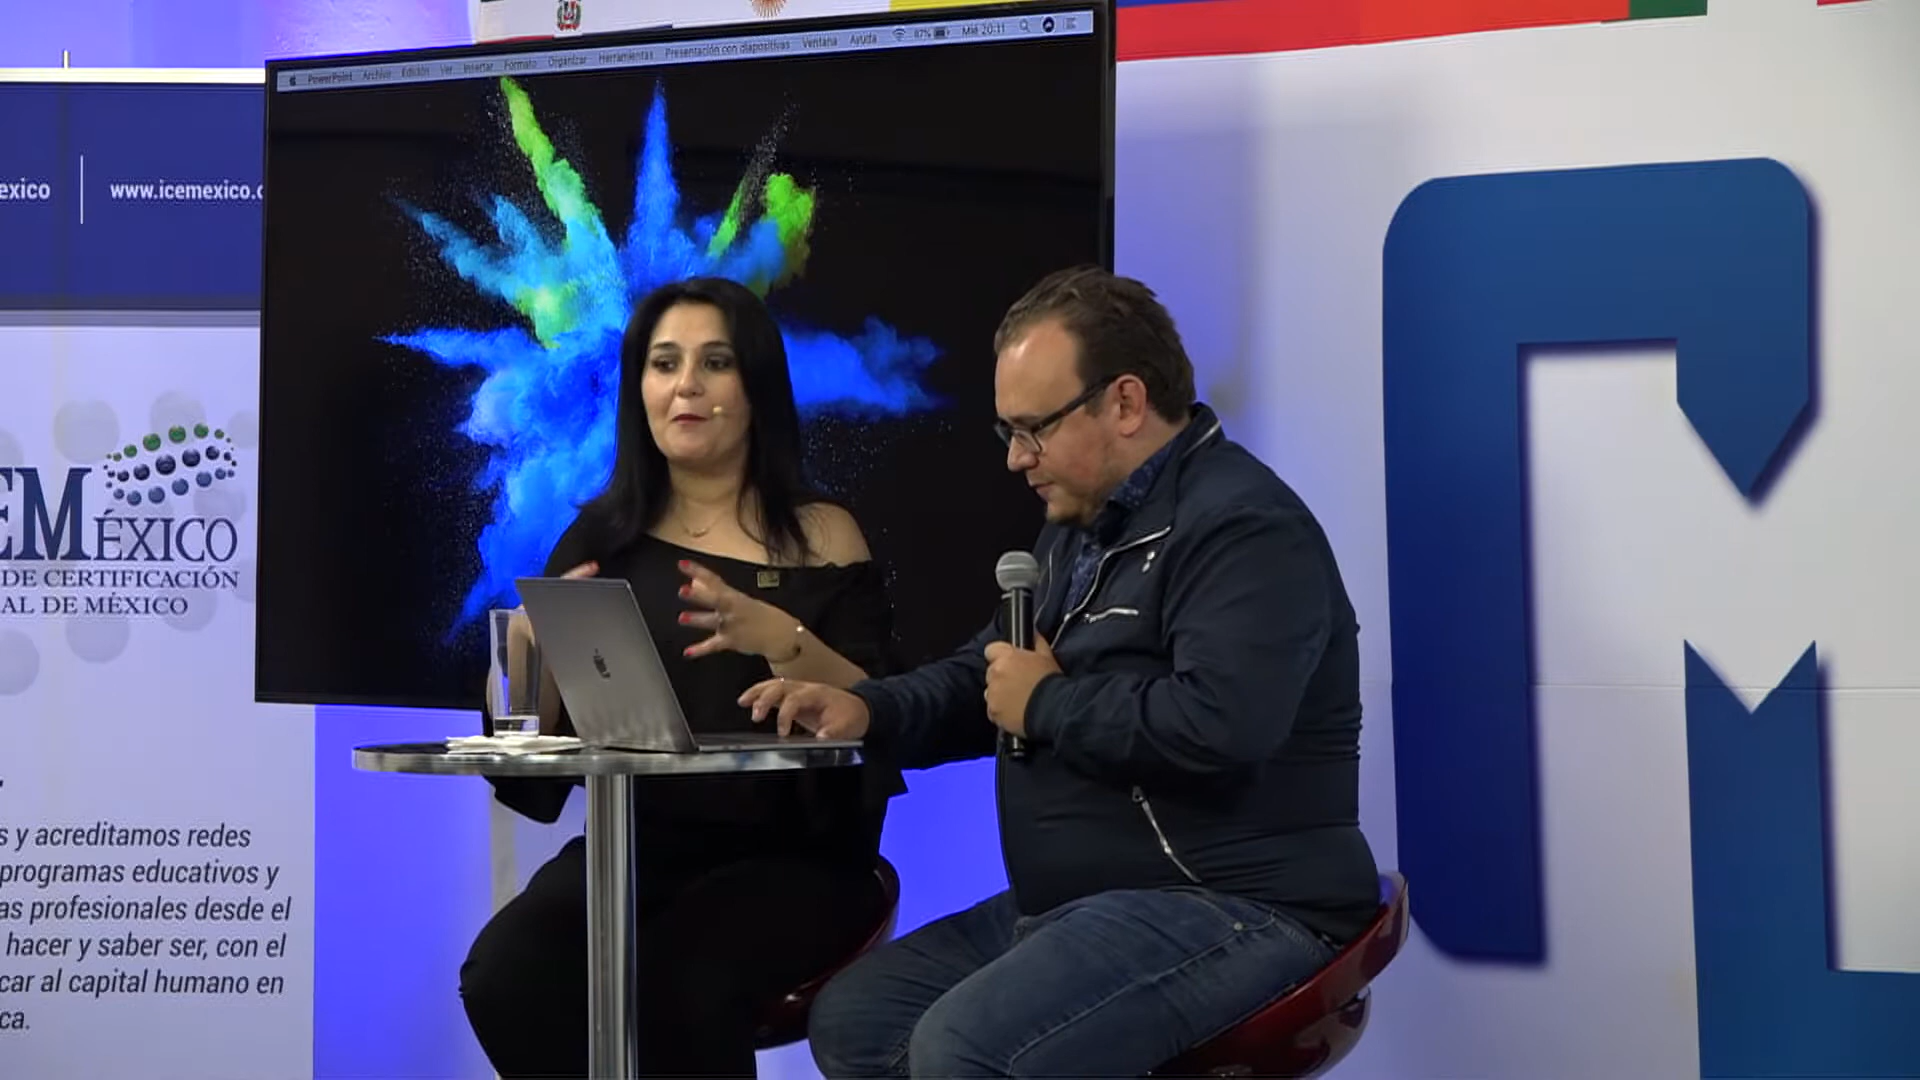 PowerPoint Archivo Edición Ver Insertar Formato Organizar Herramientas Presentación con diapositivas Ventana Ayuda 87% Mié 20:11
exico
www.icemexico.c
EMÉXICO
DE CERTIFICACIÓN
AL DE MÉXICO
s y acreditamos redes
programas educativos y
as profesionales desde el
hacer y saber ser, con el
car al capital humano en
ca.